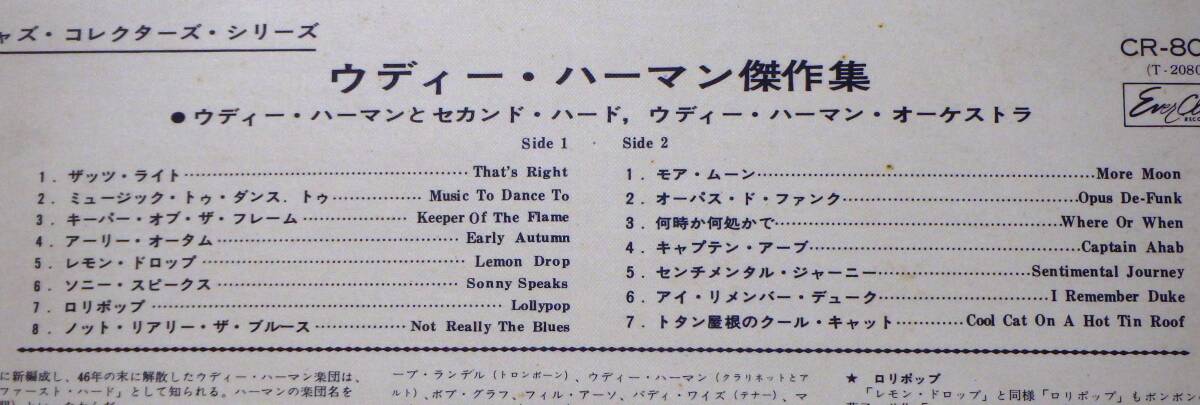 ャズ・コレクターズ・シリーズ
CR-80
(T-2080
ウディー・ハーマン傑作集
Ever
●ウディー・ハーマンとセカンド・ハード，ウディー・ハーマン・オーケストラ
Side 1 · Side 2
1．ザッツ・ライト…………That's Right
2．ミュージック・トゥ・ダンス．トゥ…………Music To Dance To
3．キーパー・オブ・ザ・フレーム…………Keeper Of The Flame
4．アーリー・オータム…………Early Autumn
5．レモン・ドロップ…………Lemon Drop
6．ソニー・スピークス…………Sonny Speaks
7．ロリポップ…………Lollypop
8．ノット・リアリー・ザ・ブルース…………Not Really The Blues
1．モア・ムーン…………More Moon
2．オーパス・ド・ファンク…………Opus De-Funk
3．何時か何処かで…………Where Or When
4．キャプテン・アーブ…………Captain Ahab
5．センチメンタル・ジャーニー…………Sentimental Journey
6．アイ・リメンバー・デューク…………I Remember Duke
7．トタン屋根のクール・キャット…………Cool Cat On A Hot Tin Roof
に新編成し、46年の末に解散したウディー・ハーマン楽団は、
ファースト・ハード」として知られる。ハーマンの楽団名を
ープ・ランデル（トロンボーン）、ウディー・ハーマン（クラリネットとア
ルト）、ボブ・グラフ、フィル・アーソ、バディ・ワイズ（テナー）、マ
★ ロリポップ
「レモン・ドロップ」と同様「ロリポップ」もボンボン